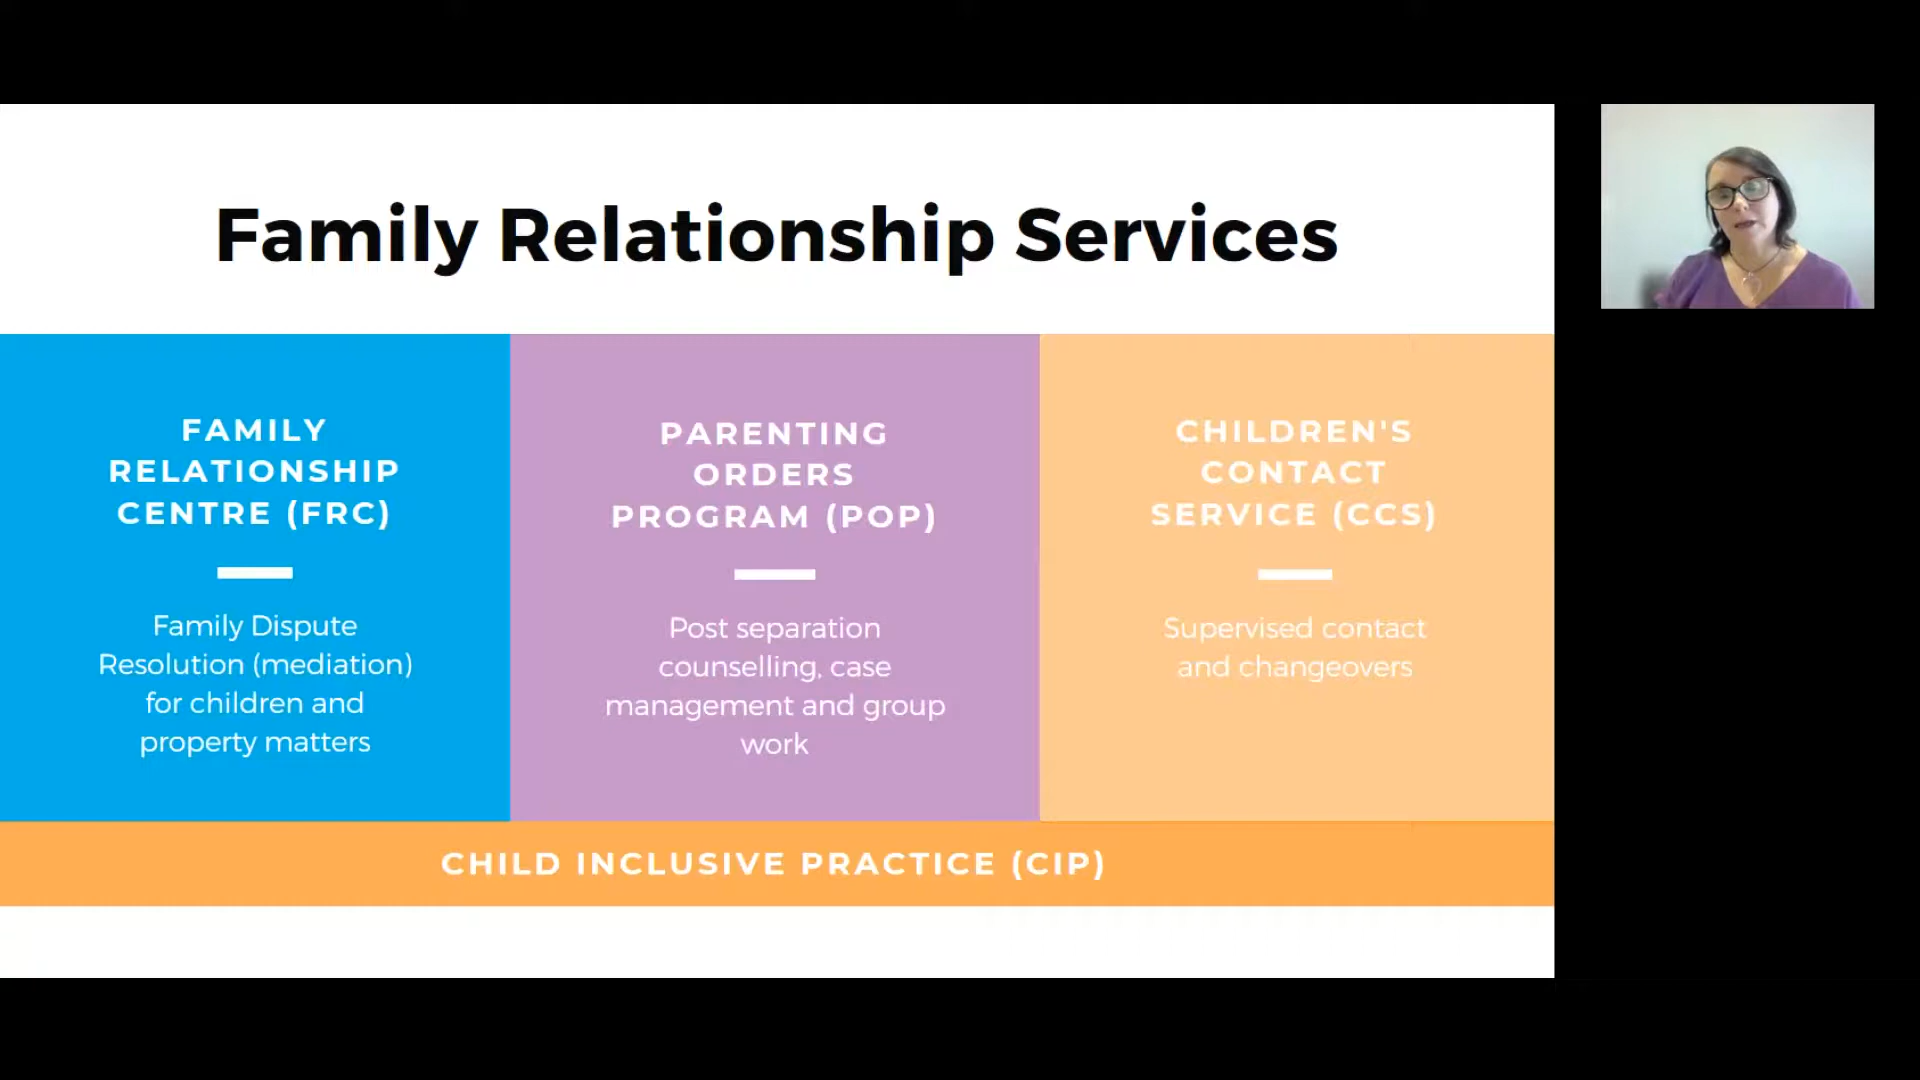 Family Relationship Services
FAMILY
RELATIONSHIP
CENTRE (FRC)
Family Dispute
Resolution (mediation)
for children and
property matters
PARENTING
ORDERS
PROGRAM (POP)
Post separation
counselling, case
management and group
work
CHILDREN'S
CONTACT
SERVICE (CCS)
Supervised contact
and changeovers
CHILD INCLUSIVE PRACTICE (CIP)